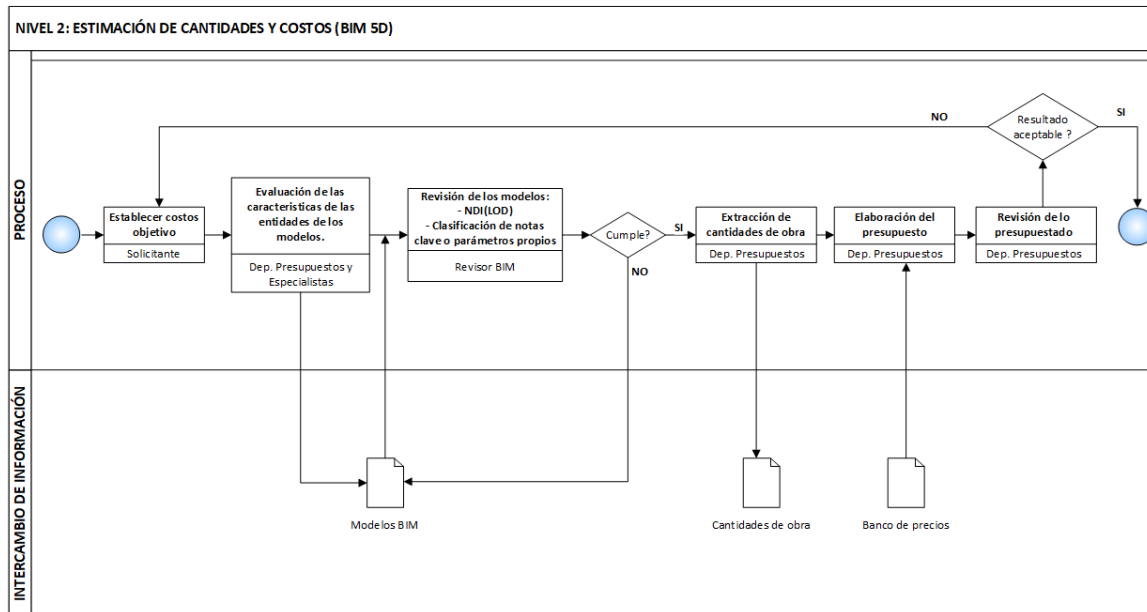 NIVEL 2: ESTIMACIÓN DE CANTIDADES Y COSTOS (BIM 5D)
PROCESO
Establecer costos
objetivo
Solicitante
Evaluación de las
caracteristicas de las
entidades de los
modelos.
Dep. Presupuestos y
Especialistas
Revisión de los modelos:
- NDI(LOD)
- Clasificación de notas
clave o parámetros propios
Revisor BIM
Cumple?
SI
NO
Extracción de
cantidades de obra
Dep. Presupuestos
Elaboración del
presupuesto
Dep. Presupuestos
Revisión de lo
presupuestado
Dep. Presupuestos
Resultado
aceptable ?
NO
SI
INTERCAMBIO DE INFORMACIÓN
Modelos BIM
Cantidades de obra
Banco de precios